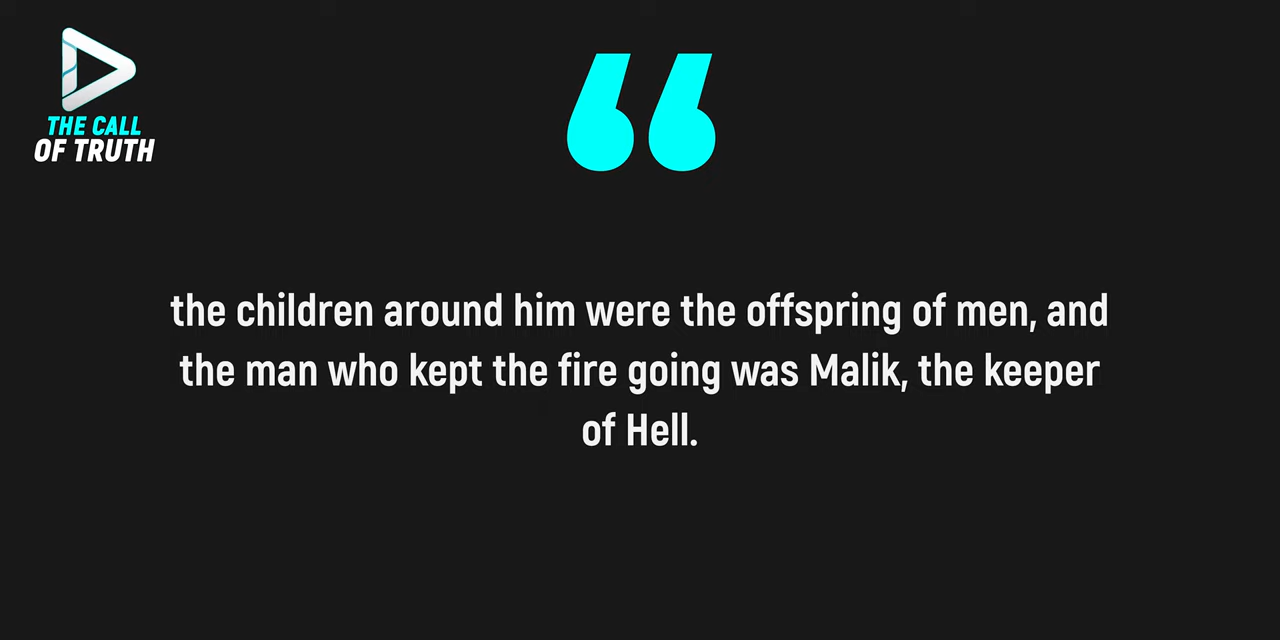 THE CALL
OF TRUTH
“
the children around him were the offspring of men, and
the man who kept the fire going was Malik, the keeper
of Hell.